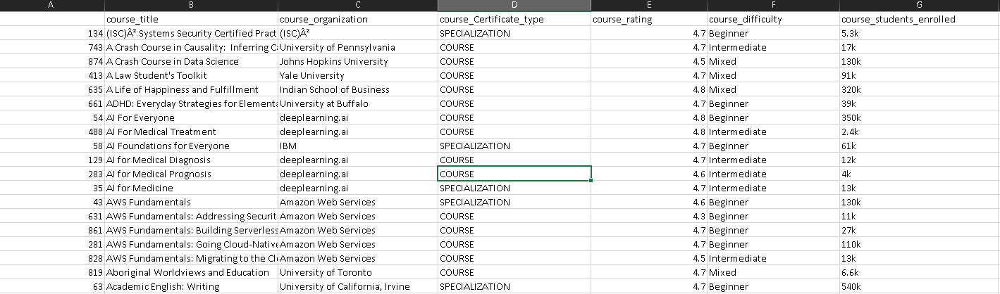 A B C D E F G
course_title course_organization course_Certificate_type course_rating course_difficulty course_students_enrolled
134 (ISC)Â² Systems Security Certified Pract (ISC)Â² SPECIALIZATION 4.7 Beginner 5.3k
743 A Crash Course in Causality:  Inferring Ca University of Pennsylvania COURSE 4.7 Intermediate 17k
874 A Crash Course in Data Science Johns Hopkins University COURSE 4.5 Mixed 130k
413 A Law Student's Toolkit Yale University COURSE 4.7 Mixed 91k
635 A Life of Happiness and Fulfillment Indian School of Business COURSE 4.8 Mixed 320k
661 ADHD: Everyday Strategies for Elementa University at Buffalo COURSE 4.7 Beginner 39k
54 AI For Everyone deeplearning.ai COURSE 4.8 Beginner 350k
488 AI For Medical Treatment deeplearning.ai COURSE 4.8 Intermediate 2.4k
58 AI Foundations for Everyone IBM SPECIALIZATION 4.7 Beginner 61k
129 AI for Medical Diagnosis deeplearning.ai COURSE 4.7 Intermediate 12k
283 AI for Medical Prognosis deeplearning.ai COURSE 4.6 Intermediate 4k
35 AI for Medicine deeplearning.ai SPECIALIZATION 4.7 Intermediate 13k
43 AWS Fundamentals Amazon Web Services SPECIALIZATION 4.6 Beginner 130k
631 AWS Fundamentals: Addressing Securit Amazon Web Services COURSE 4.3 Beginner 11k
861 AWS Fundamentals: Building Serverless Amazon Web Services COURSE 4.7 Beginner 27k
281 AWS Fundamentals: Going Cloud-Native Amazon Web Services COURSE 4.7 Beginner 110k
828 AWS Fundamentals: Migrating to the Cl Amazon Web Services COURSE 4.5 Intermediate 13k
819 Aboriginal Worldviews and Education University of Toronto COURSE 4.7 Mixed 6.6k
63 Academic English: Writing University of California, Irvine SPECIALIZATION 4.7 Beginner 540k